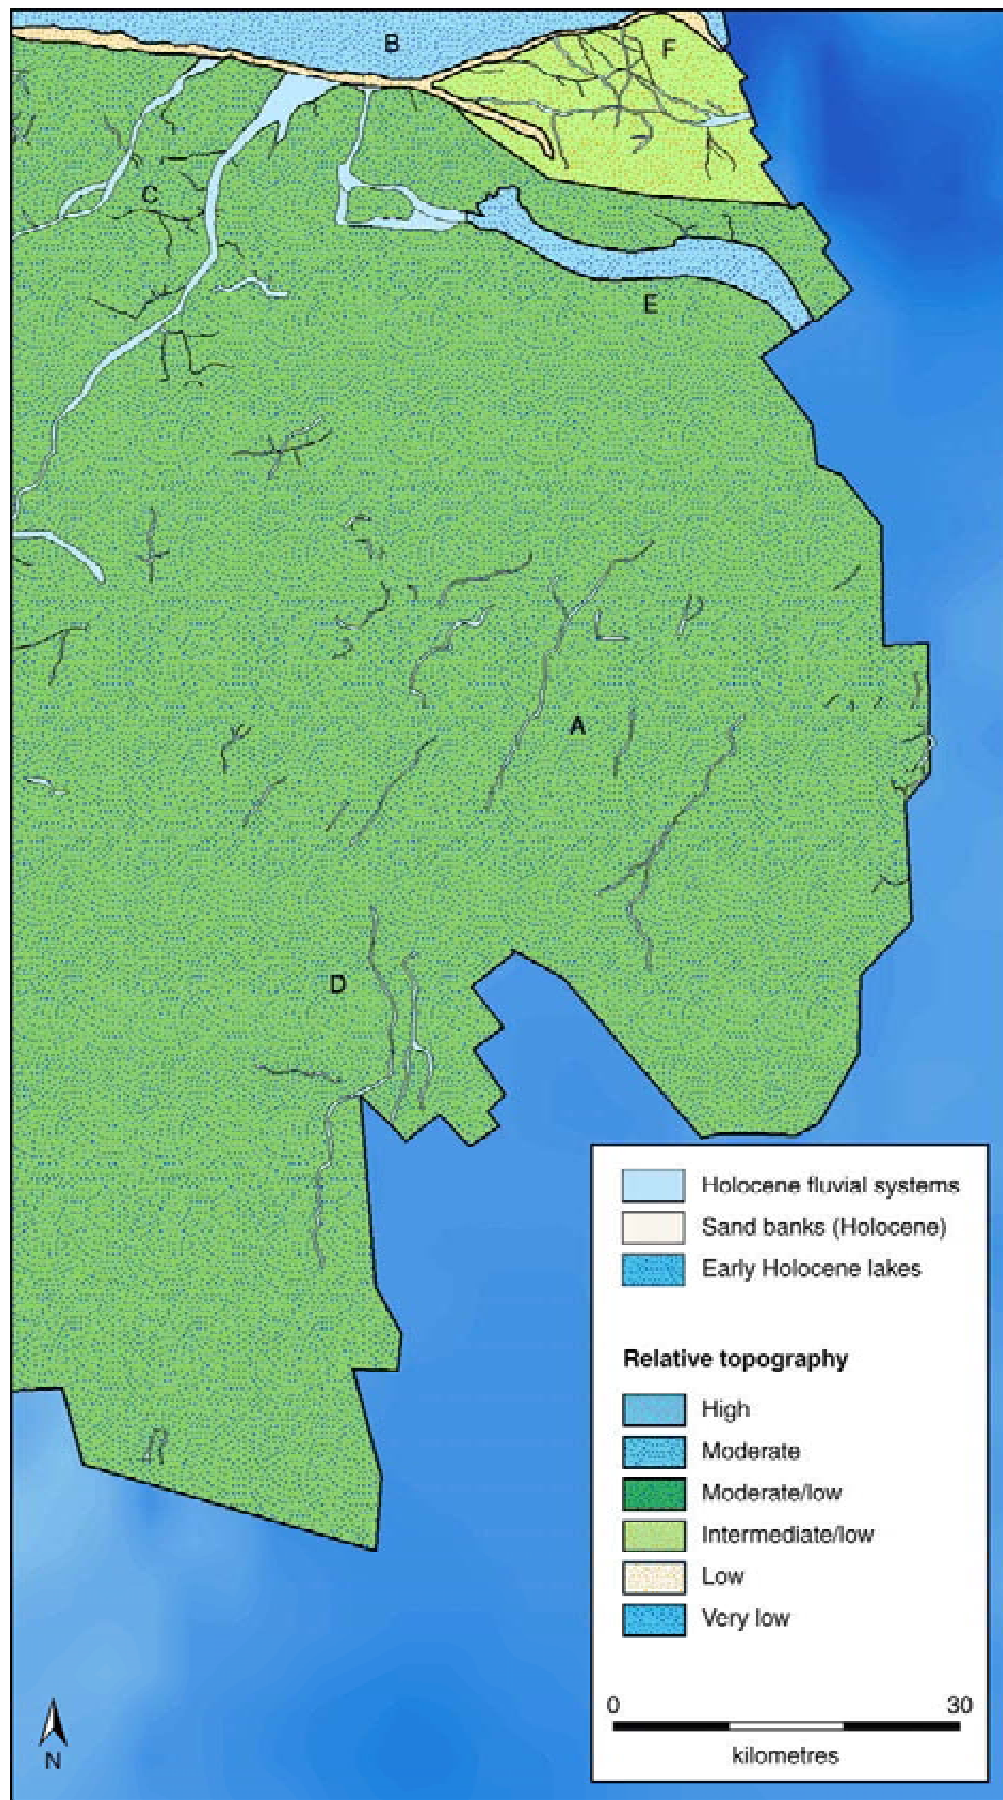 B
F
C
E
A
D
Holocene fluvial systems
Sand banks (Holocene)
Early Holocene lakes
Relative topography
High
Moderate
Moderate/low
Intermediate/low
Low
Very low
0 30
kilometres
N